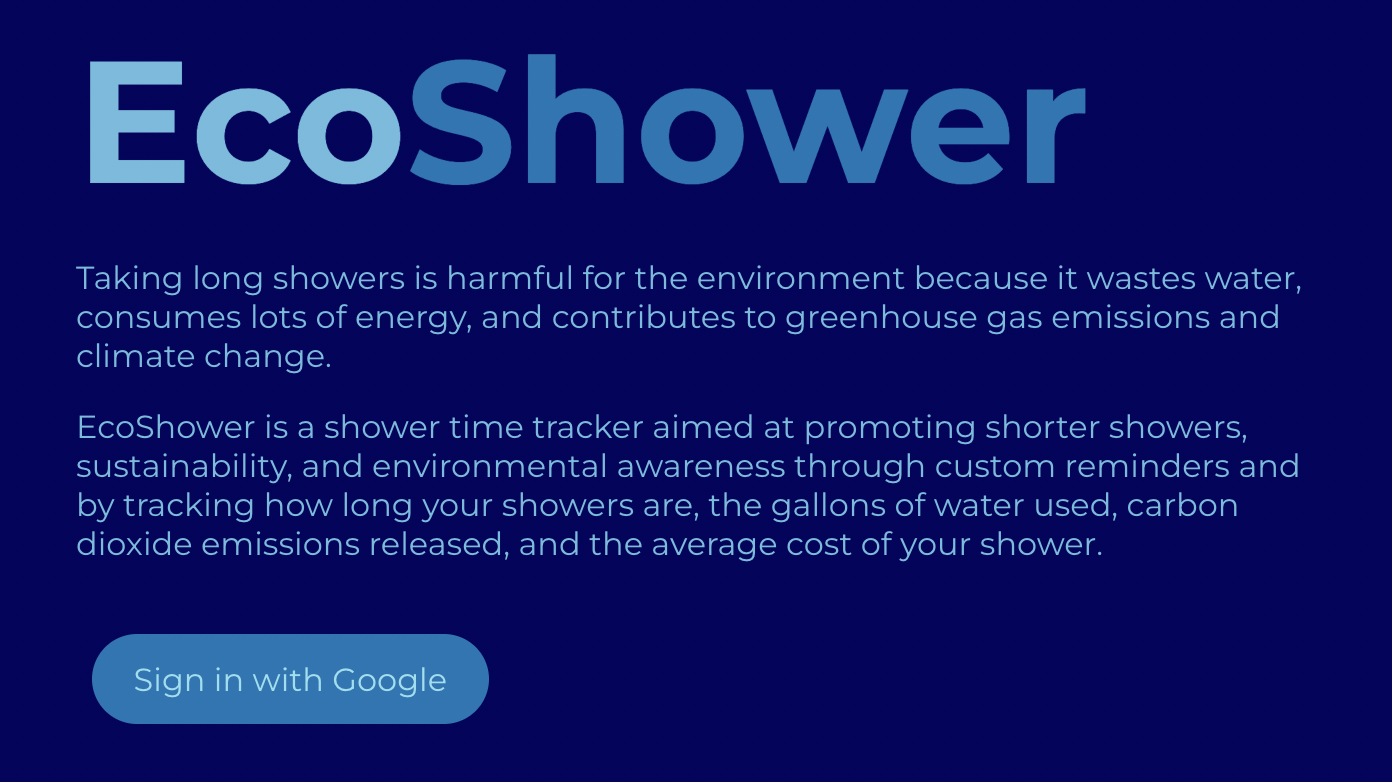 EcoShower
Taking long showers is harmful for the environment because it wastes water,
consumes lots of energy, and contributes to greenhouse gas emissions and
climate change.
EcoShower is a shower time tracker aimed at promoting shorter showers,
sustainability, and environmental awareness through custom reminders and
by tracking how long your showers are, the gallons of water used, carbon
dioxide emissions released, and the average cost of your shower.
Sign in with Google